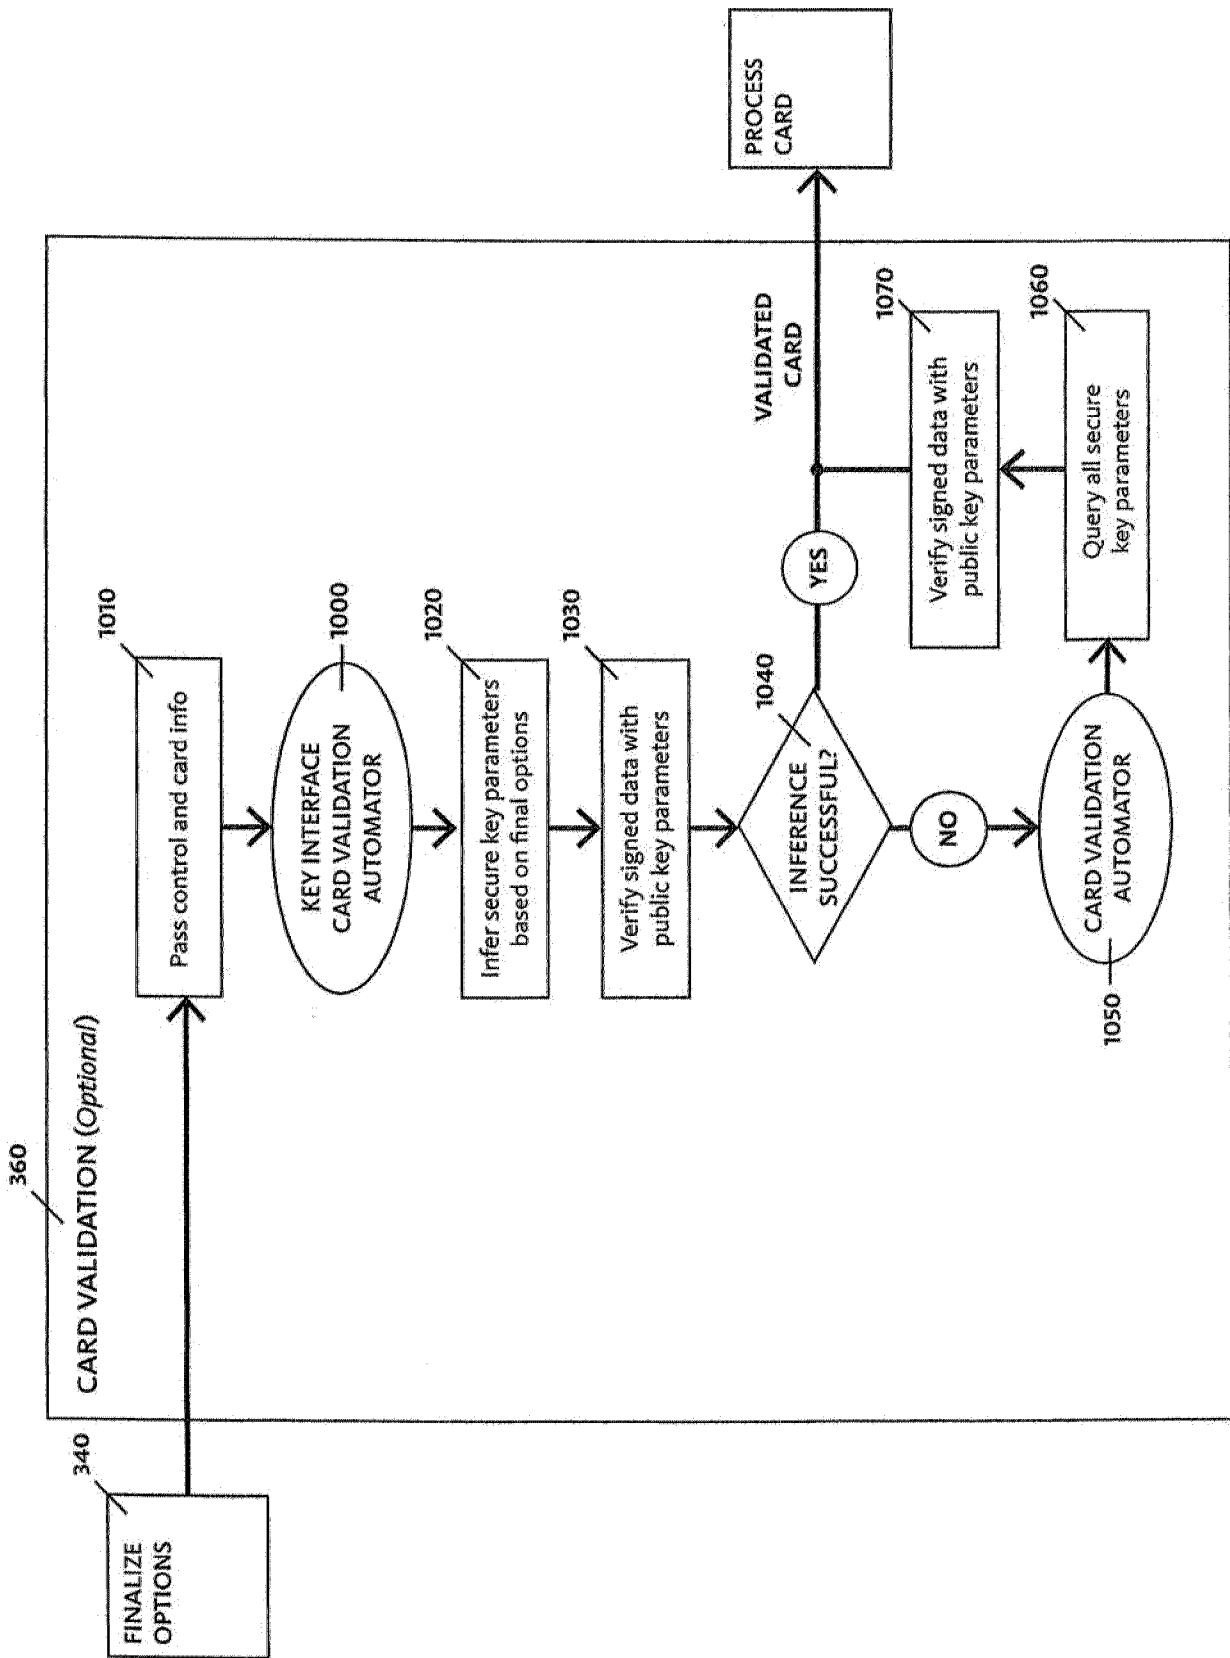 360
CARD VALIDATION (Optional)
340
FINALIZE
OPTIONS
1010
Pass control and card info
1000
KEY INTERFACE
CARD VALIDATION
AUTOMATOR
1020
Infer secure key parameters
based on final options
1030
Verify signed data with
public key parameters
1040
INFERENCE
SUCCESSFUL?
YES
VALIDATED
CARD
PROCESS
CARD
NO
1050
CARD VALIDATION
AUTOMATOR
1060
Query all secure
key parameters
1070
Verify signed data with
public key parameters